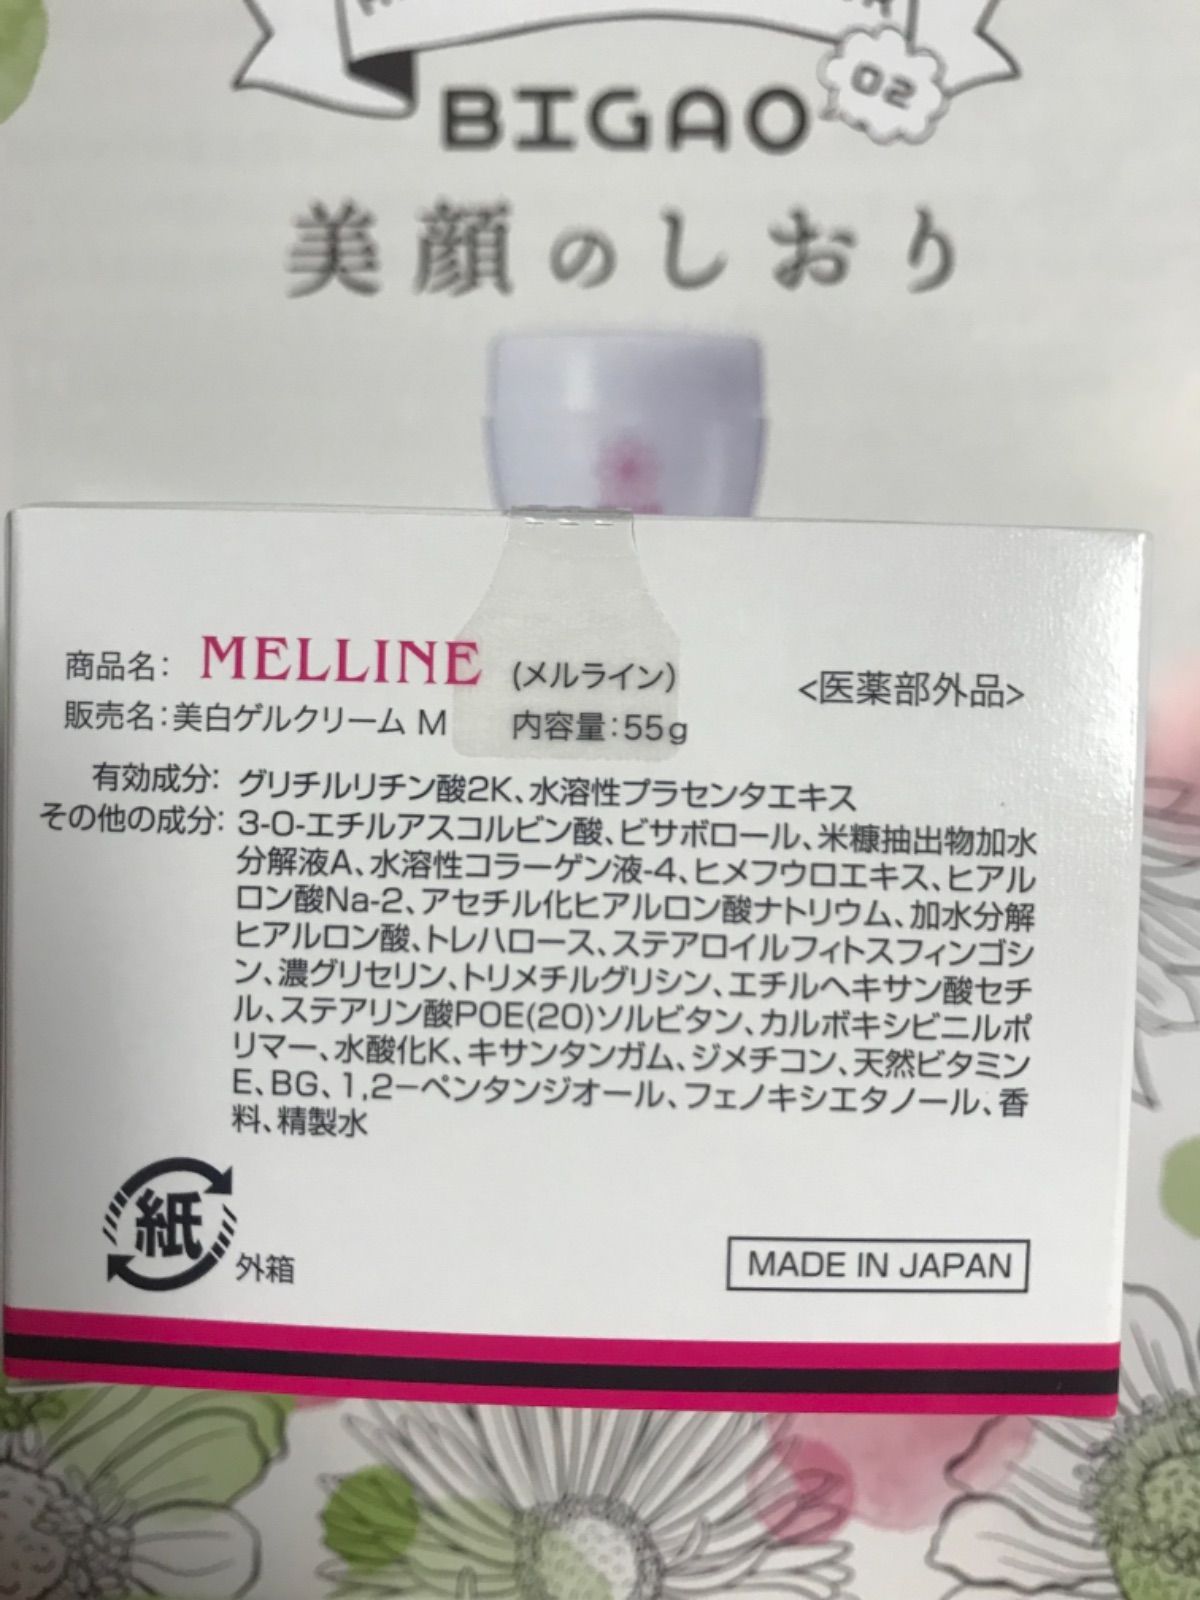 BIGAO
02
美顔のしおり
商品名: MELLINE (メルライン)
<医薬部外品>
販売名:美白ゲルクリーム M 内容量:55g
有効成分: グリチルリチン酸2K、水溶性プラセンタエキス
その他の成分: 3-O-エチルアスコルビン酸、ビサボロール、米糠抽出物加水
分解液A、水溶性コラーゲン液-4、ヒメフウロエキス、ヒアル
ロン酸Na-2、アセチル化ヒアルロン酸ナトリウム、加水分解
ヒアルロン酸、トレハロース、ステアロイルフィトスフィンゴシ
ン、濃グリセリン、トリメチルグリシン、エチルヘキサン酸セチ
ル、ステアリン酸POE(20)ソルビタン、カルボキシビニルポ
リマー、水酸化K、キサンタンガム、ジメチコン、天然ビタミン
E、BG、1,2-ペンタンジオール、フェノキシエタノール、香
料、精製水
紙
外箱
MADE IN JAPAN